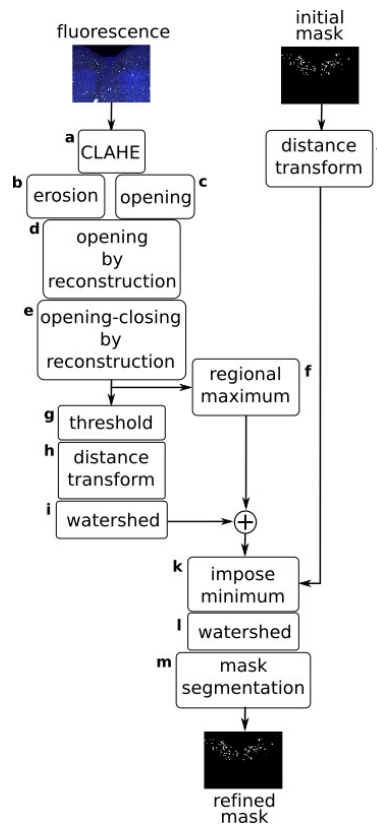 fluorescence
initial
mask
a
CLAHE
distance
transform
b
erosion
c
opening
d
opening
by
reconstruction
e
opening-closing
by
reconstruction
f
regional
maximum
g
threshold
h
distance
transform
i
watershed
+
k
impose
minimum
l
watershed
m
mask
segmentation
refined
mask